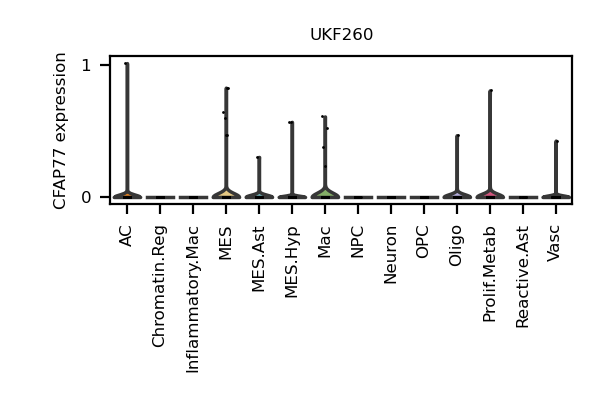 UKF260
CFAP77 expression
1
0
AC
Chromatin.Reg
Inflammatory.Mac
MES
MES.Ast
MES.Hyp
Mac
NPC
Neuron
OPC
Oligo
Prolif.Metab
Reactive.Ast
Vasc